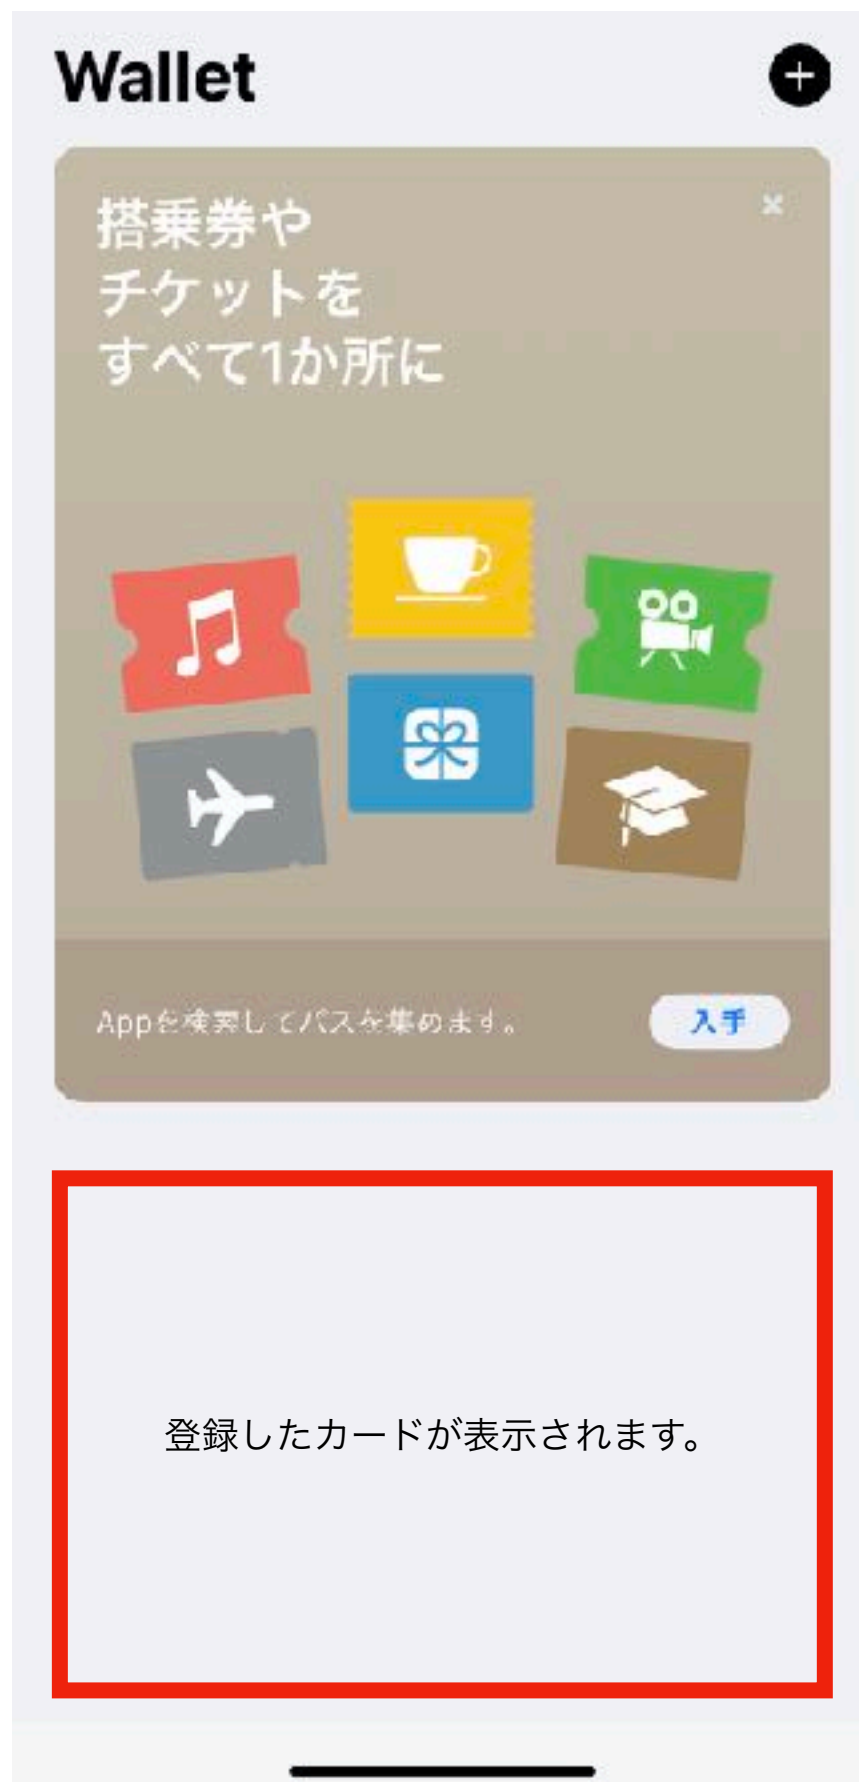 Wallet
搭乗券や
チケットを
すべて1か所に
Appを検索してパスを集めます。
入手
登録したカードが表示されます。